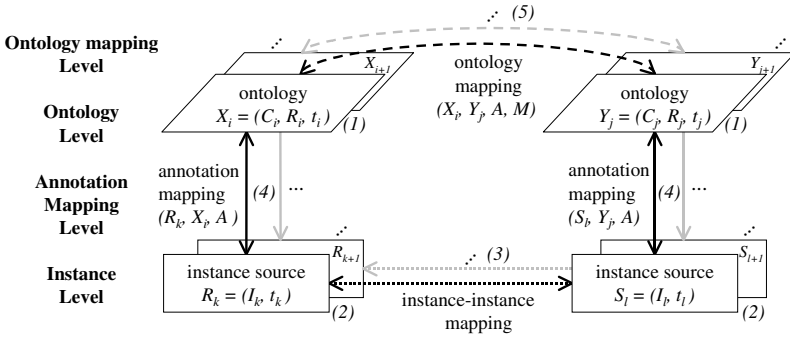 ⋰ (5)
Ontology mapping
Level
⋰
X_{i+1}
⋰
Y_{i+1}
ontology
mapping
(X_i, Y_j, A, M)
ontology
X_i = (C_i, R_i, t_i)
(1)
ontology
Y_j = (C_j, R_j, t_j)
(1)
Ontology
Level
annotation
mapping
(R_k, X_i, A )
(4)
...
annotation
mapping
(S_l, Y_j, A)
(4)
...
Annotation
Mapping
Level
⋰
R_{k+1}
⋰ (3)
⋰
S_{l+1}
Instance
Level
instance source
R_k = (I_k, t_k)
(2)
instance-instance
mapping
instance source
S_l = (I_l, t_l)
(2)